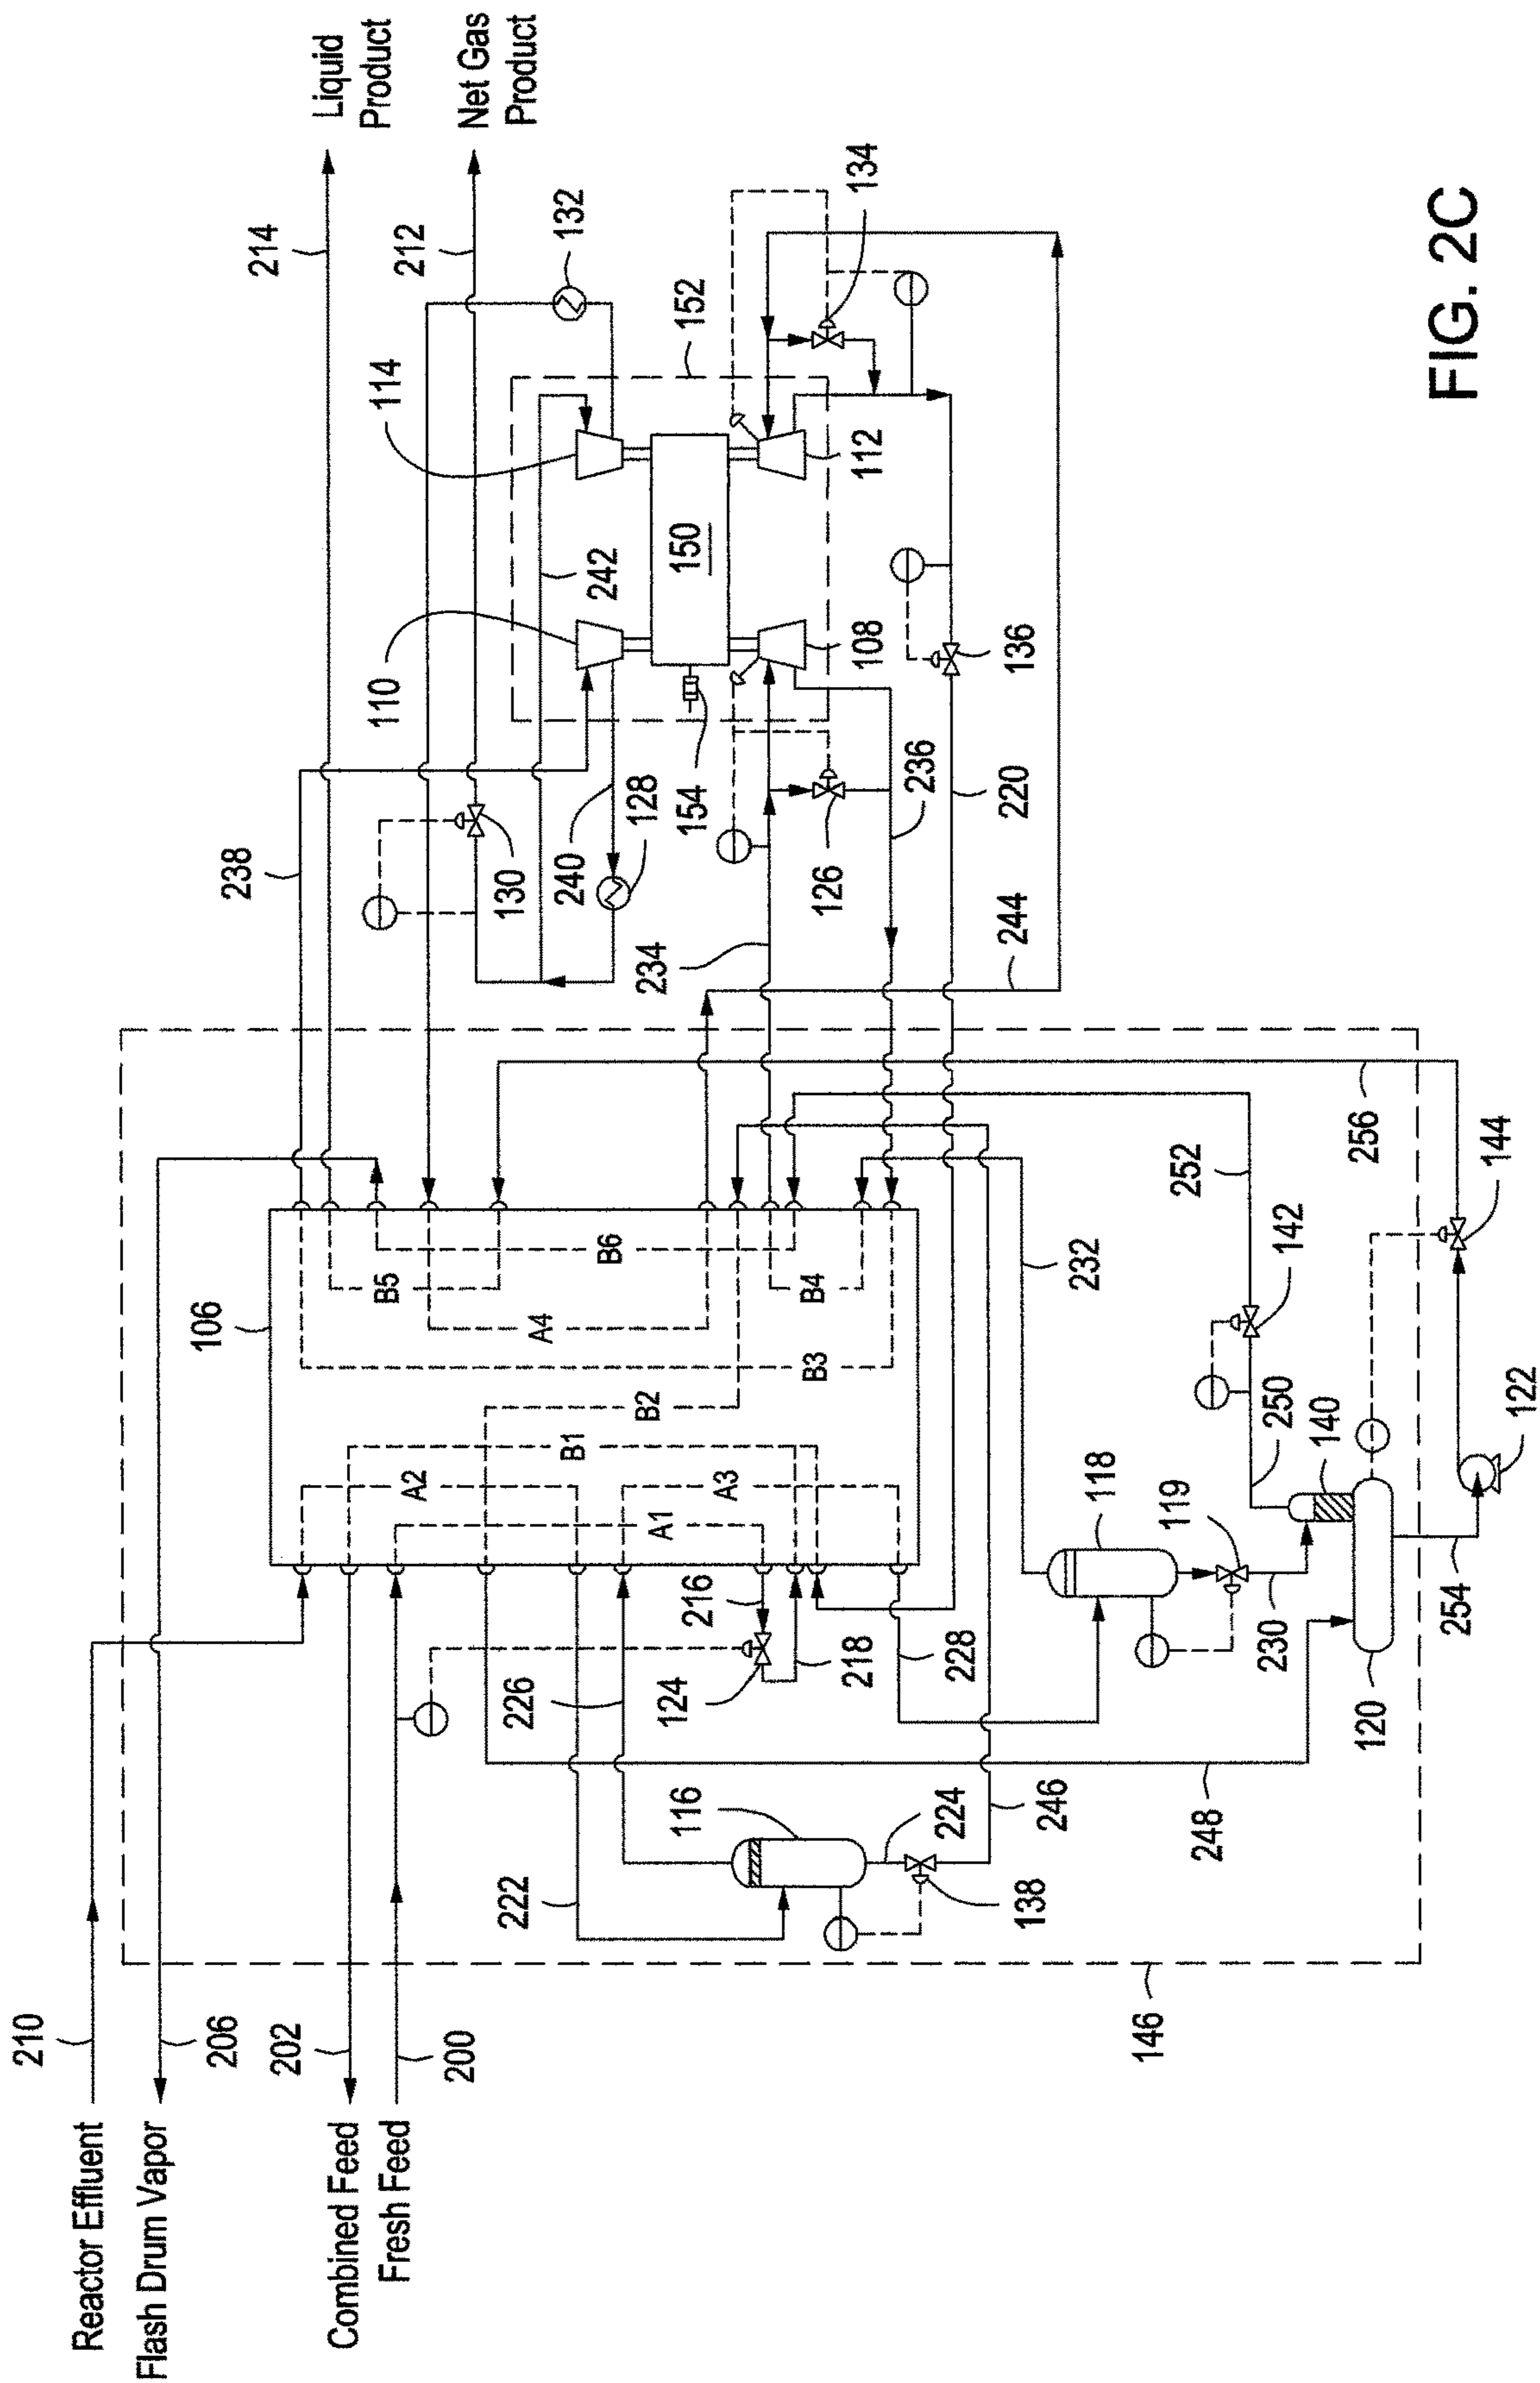 Reactor Effluent
210
Flash Drum Vapor
206
Combined Feed
202
Fresh Feed
200
Liquid
Product
214
Net Gas
Product
212
238
106
130
240
128
242
110
114
132
152
150
154
108
112
134
126
234
236
136
220
244
B5
B6
A4
B4
B3
B2
B1
A2
A3
A1
216
218
124
226
228
222
116
224
138
246
248
232
118
119
230
252
142
250
140
120
254
122
144
256
146
FIG. 2C